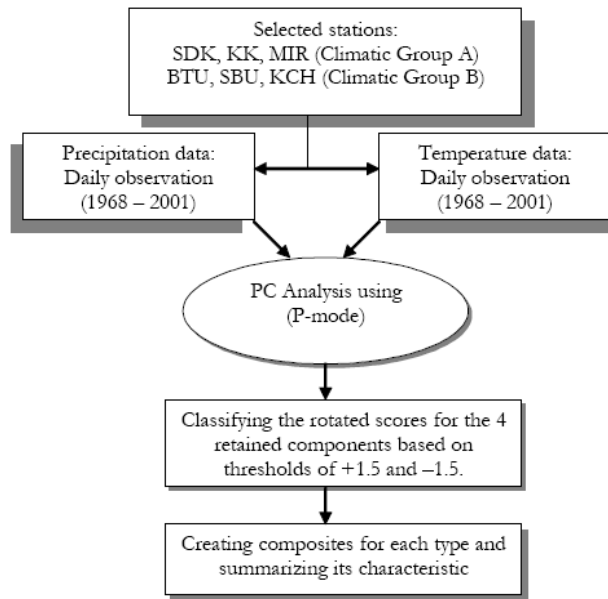 Selected stations:
SDK, KK, MIR (Climatic Group A)
BTU, SBU, KCH (Climatic Group B)
Precipitation data:
Daily observation
(1968 – 2001)
Temperature data:
Daily observation
(1968 – 2001)
PC Analysis using
(P-mode)
Classifying the rotated scores for the 4
retained components based on
thresholds of +1.5 and –1.5.
Creating composites for each type and
summarizing its characteristic